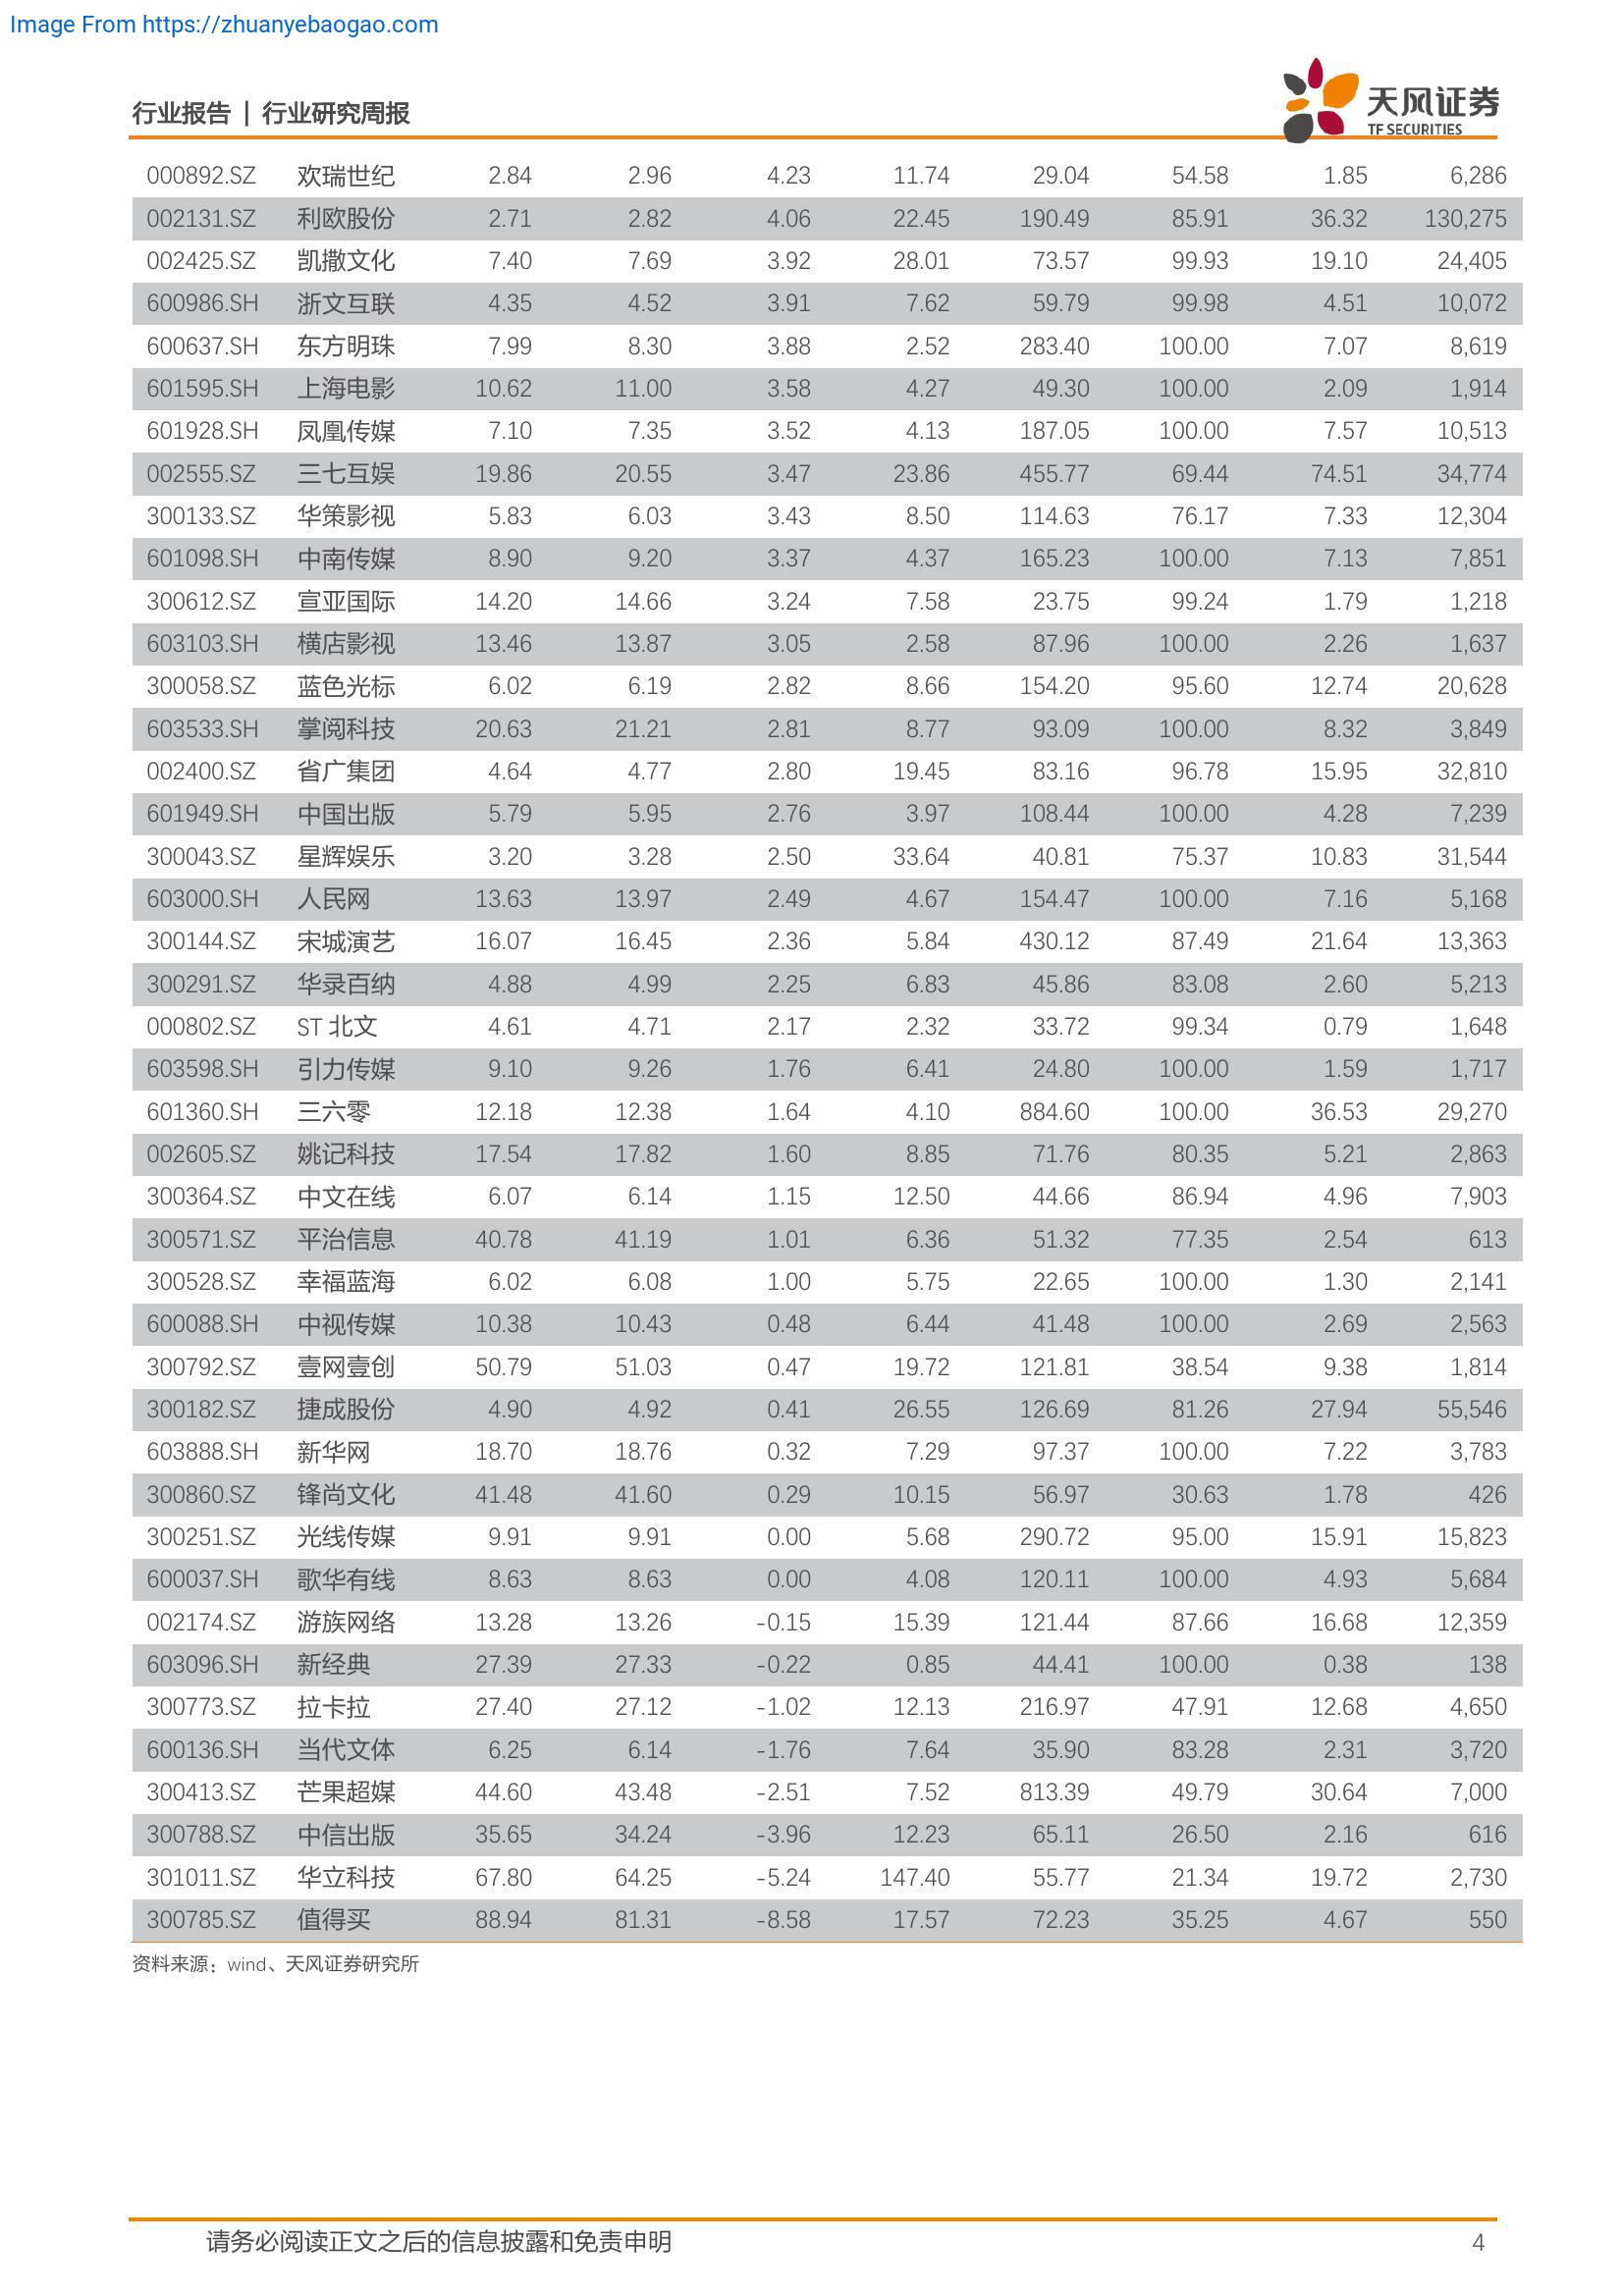 Image From https://zhuanyebaogao.com
行业报告 | 行业研究周报
天风证券
TF SECURITIES
000892.SZ 欢瑞世纪 2.84 2.96 4.23 11.74 29.04 54.58 1.85 6,286
002131.SZ 利欧股份 2.71 2.82 4.06 22.45 190.49 85.91 36.32 130,275
002425.SZ 凯撒文化 7.40 7.69 3.92 28.01 73.57 99.93 19.10 24,405
600986.SH 浙文互联 4.35 4.52 3.91 7.62 59.79 99.98 4.51 10,072
600637.SH 东方明珠 7.99 8.30 3.88 2.52 283.40 100.00 7.07 8,619
601595.SH 上海电影 10.62 11.00 3.58 4.27 49.30 100.00 2.09 1,914
601928.SH 凤凰传媒 7.10 7.35 3.52 4.13 187.05 100.00 7.57 10,513
002555.SZ 三七互娱 19.86 20.55 3.47 23.86 455.77 69.44 74.51 34,774
300133.SZ 华策影视 5.83 6.03 3.43 8.50 114.63 76.17 7.33 12,304
601098.SH 中南传媒 8.90 9.20 3.37 4.37 165.23 100.00 7.13 7,851
300612.SZ 宣亚国际 14.20 14.66 3.24 7.58 23.75 99.24 1.79 1,218
603103.SH 横店影视 13.46 13.87 3.05 2.58 87.96 100.00 2.26 1,637
300058.SZ 蓝色光标 6.02 6.19 2.82 8.66 154.20 95.60 12.74 20,628
603533.SH 掌阅科技 20.63 21.21 2.81 8.77 93.09 100.00 8.32 3,849
002400.SZ 省广集团 4.64 4.77 2.80 19.45 83.16 96.78 15.95 32,810
601949.SH 中国出版 5.79 5.95 2.76 3.97 108.44 100.00 4.28 7,239
300043.SZ 星辉娱乐 3.20 3.28 2.50 33.64 40.81 75.37 10.83 31,544
603000.SH 人民网 13.63 13.97 2.49 4.67 154.47 100.00 7.16 5,168
300144.SZ 宋城演艺 16.07 16.45 2.36 5.84 430.12 87.49 21.64 13,363
300291.SZ 华录百纳 4.88 4.99 2.25 6.83 45.86 83.08 2.60 5,213
000802.SZ ST 北文 4.61 4.71 2.17 2.32 33.72 99.34 0.79 1,648
603598.SH 引力传媒 9.10 9.26 1.76 6.41 24.80 100.00 1.59 1,717
601360.SH 三六零 12.18 12.38 1.64 4.10 884.60 100.00 36.53 29,270
002605.SZ 姚记科技 17.54 17.82 1.60 8.85 71.76 80.35 5.21 2,863
300364.SZ 中文在线 6.07 6.14 1.15 12.50 44.66 86.94 4.96 7,903
300571.SZ 平治信息 40.78 41.19 1.01 6.36 51.32 77.35 2.54 613
300528.SZ 幸福蓝海 6.02 6.08 1.00 5.75 22.65 100.00 1.30 2,141
600088.SH 中视传媒 10.38 10.43 0.48 6.44 41.48 100.00 2.69 2,563
300792.SZ 壹网壹创 50.79 51.03 0.47 19.72 121.81 38.54 9.38 1,814
300182.SZ 捷成股份 4.90 4.92 0.41 26.55 126.69 81.26 27.94 55,546
603888.SH 新华网 18.70 18.76 0.32 7.29 97.37 100.00 7.22 3,783
300860.SZ 锋尚文化 41.48 41.60 0.29 10.15 56.97 30.63 1.78 426
300251.SZ 光线传媒 9.91 9.91 0.00 5.68 290.72 95.00 15.91 15,823
600037.SH 歌华有线 8.63 8.63 0.00 4.08 120.11 100.00 4.93 5,684
002174.SZ 游族网络 13.28 13.26 -0.15 15.39 121.44 87.66 16.68 12,359
603096.SH 新经典 27.39 27.33 -0.22 0.85 44.41 100.00 0.38 138
300773.SZ 拉卡拉 27.40 27.12 -1.02 12.13 216.97 47.91 12.68 4,650
600136.SH 当代文体 6.25 6.14 -1.76 7.64 35.90 83.28 2.31 3,720
300413.SZ 芒果超媒 44.60 43.48 -2.51 7.52 813.39 49.79 30.64 7,000
300788.SZ 中信出版 35.65 34.24 -3.96 12.23 65.11 26.50 2.16 616
301011.SZ 华立科技 67.80 64.25 -5.24 147.40 55.77 21.34 19.72 2,730
300785.SZ 值得买 88.94 81.31 -8.58 17.57 72.23 35.25 4.67 550
资料来源：wind、天风证券研究所
请务必阅读正文之后的信息披露和免责申明 4